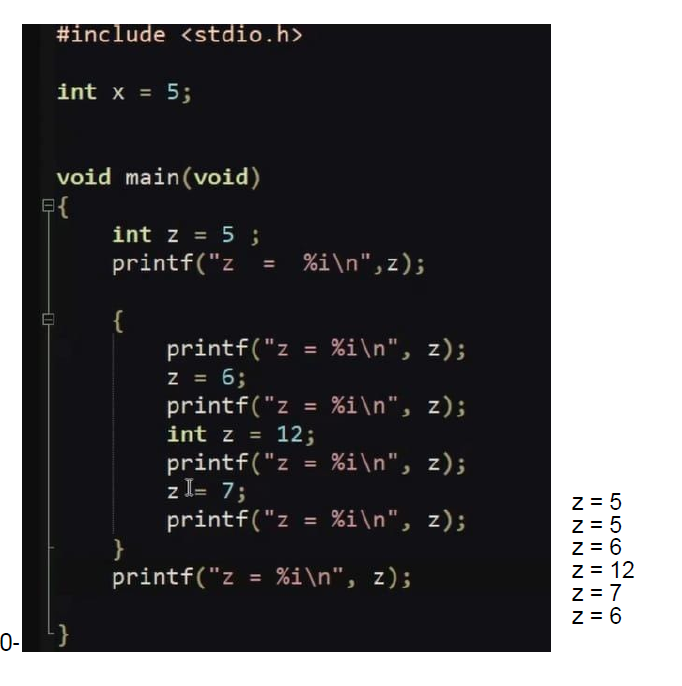 #include <stdio.h>
int x = 5;
void main(void)
{
int z = 5 ;
printf("z  =  %i\n",z);
{
printf("z = %i\n", z);
z = 6;
printf("z = %i\n", z);
int z = 12;
printf("z = %i\n", z);
z = 7;
printf("z = %i\n", z);
}
printf("z = %i\n", z);
}
0-
z = 5
z = 5
z = 6
z = 12
z = 7
z = 6